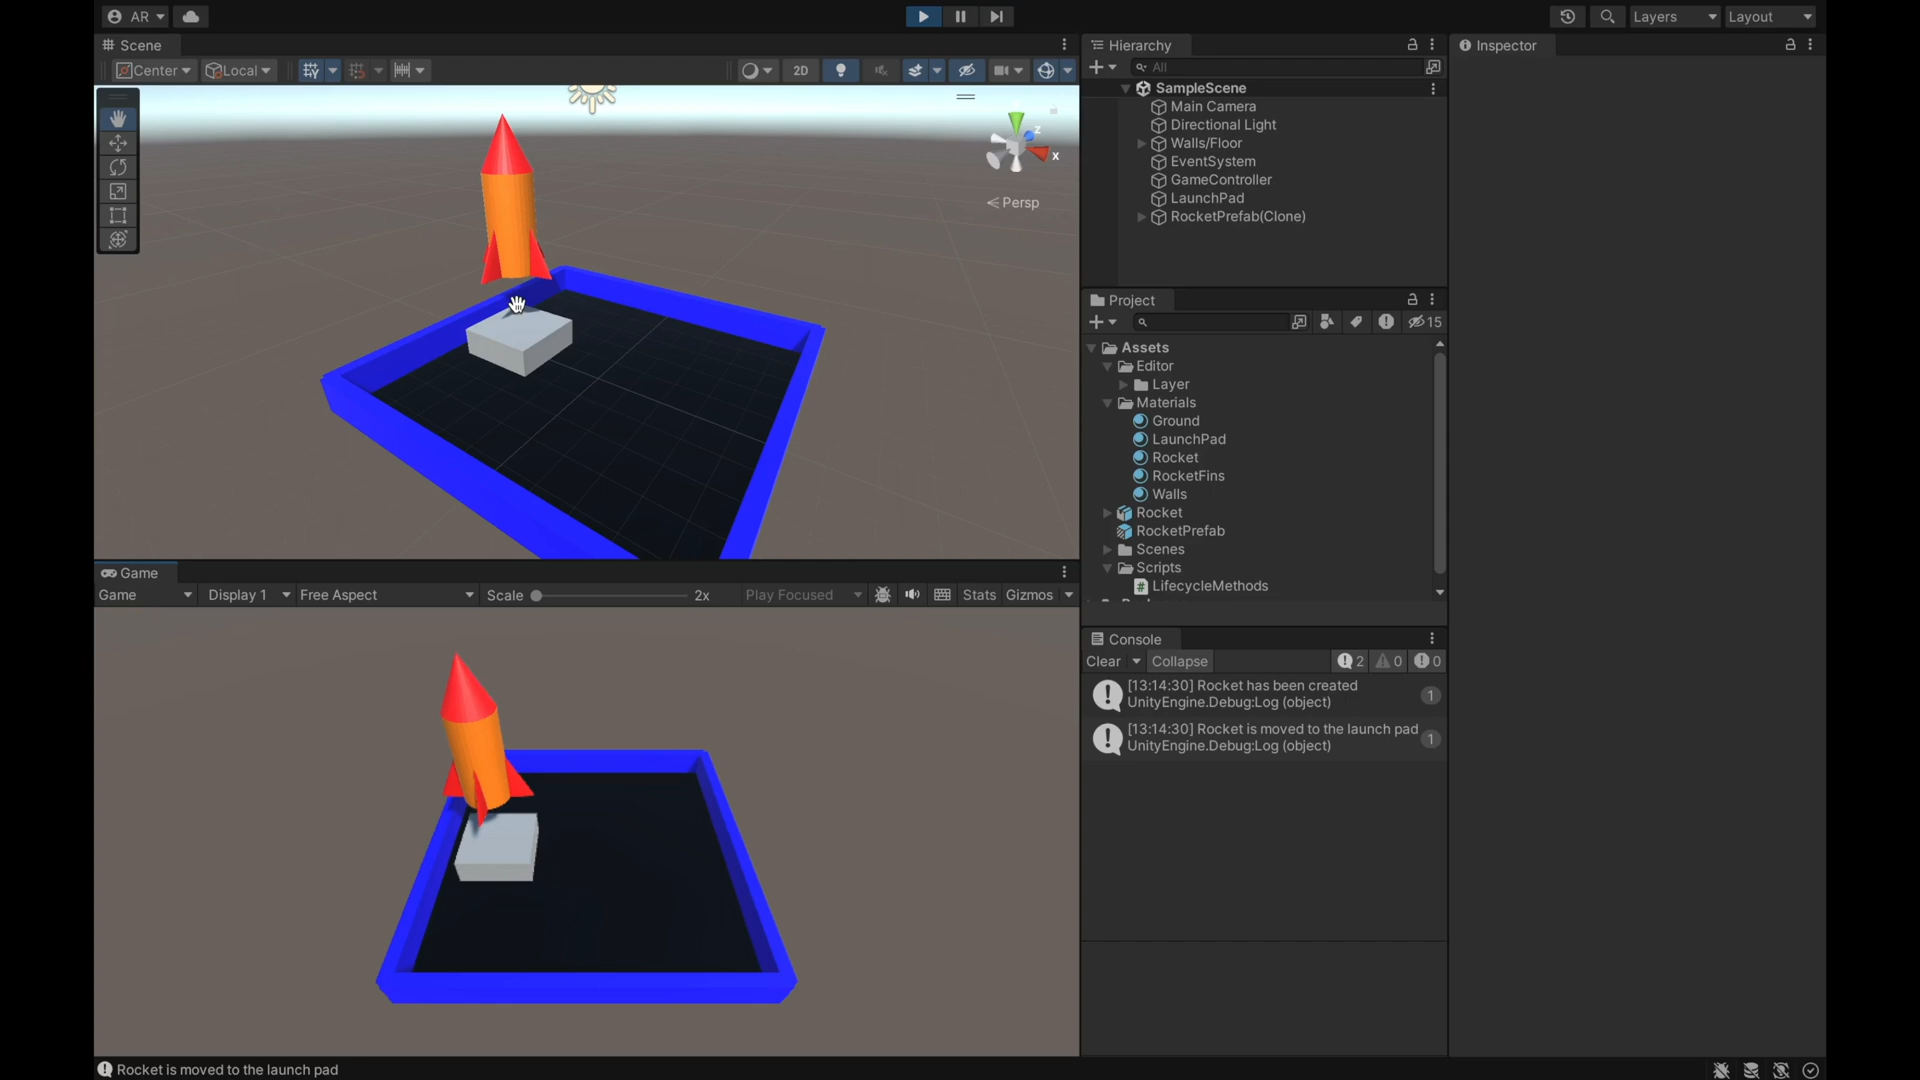 AR
Layers
Layout
Scene
Center
Local
2D
z
x
Persp
Hierarchy
All
SampleScene
Main Camera
Directional Light
Walls/Floor
EventSystem
GameController
LaunchPad
RocketPrefab(Clone)
Inspector
Project
15
Assets
Editor
Layer
Materials
Ground
LaunchPad
Rocket
RocketFins
Walls
Rocket
RocketPrefab
Scenes
Scripts
LifecycleMethods
Game
Game
Display 1
Free Aspect
Scale
2x
Play Focused
Stats
Gizmos
Console
Clear
Collapse
2
0
0
[13:14:30] Rocket has been created
UnityEngine.Debug:Log (object)
1
[13:14:30] Rocket is moved to the launch pad
UnityEngine.Debug:Log (object)
1
Rocket is moved to the launch pad